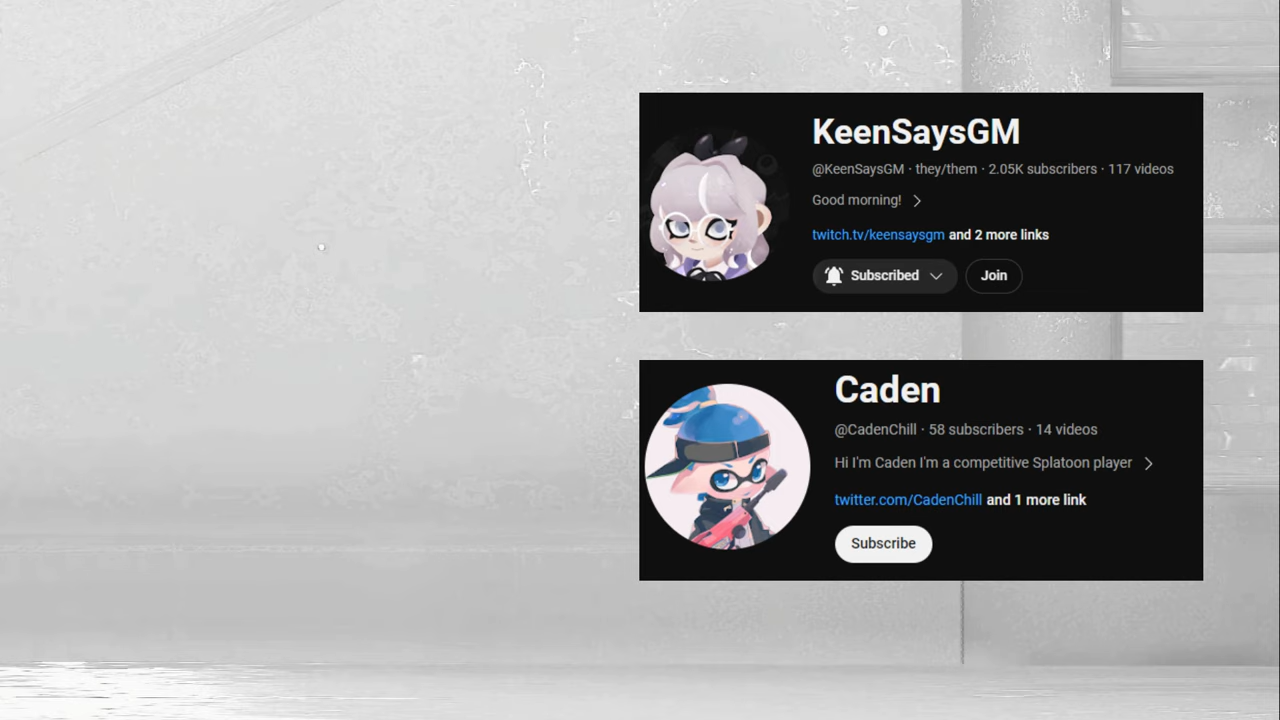 KeenSaysGM
@KeenSaysGM · they/them · 2.05K subscribers · 117 videos
Good morning!
twitch.tv/keensaysgm and 2 more links
Subscribed
Join
Caden
@CadenChill · 58 subscribers · 14 videos
Hi I'm Caden I'm a competitive Splatoon player
twitter.com/CadenChill and 1 more link
Subscribe